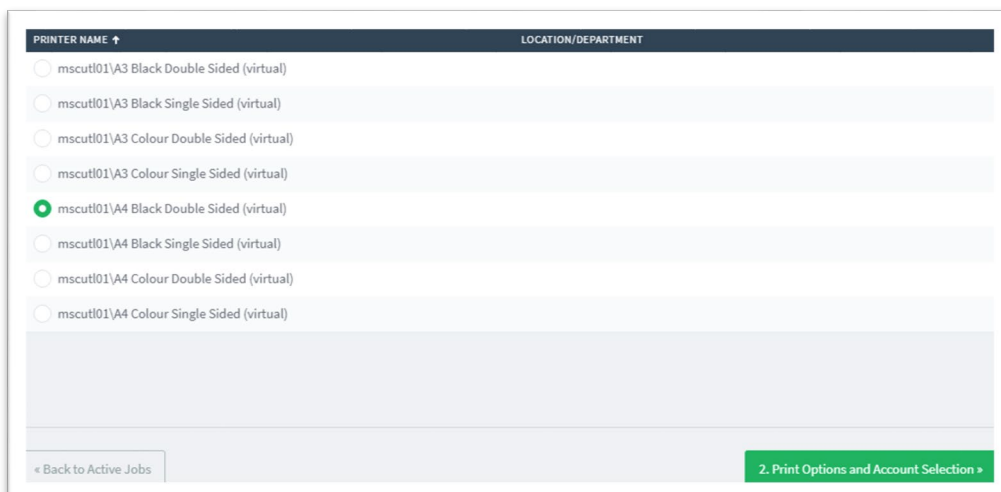 PRINTER NAME ↑ LOCATION/DEPARTMENT
mscutl01\A3 Black Double Sided (virtual)
mscutl01\A3 Black Single Sided (virtual)
mscutl01\A3 Colour Double Sided (virtual)
mscutl01\A3 Colour Single Sided (virtual)
mscutl01\A4 Black Double Sided (virtual)
mscutl01\A4 Black Single Sided (virtual)
mscutl01\A4 Colour Double Sided (virtual)
mscutl01\A4 Colour Single Sided (virtual)
« Back to Active Jobs 2. Print Options and Account Selection »